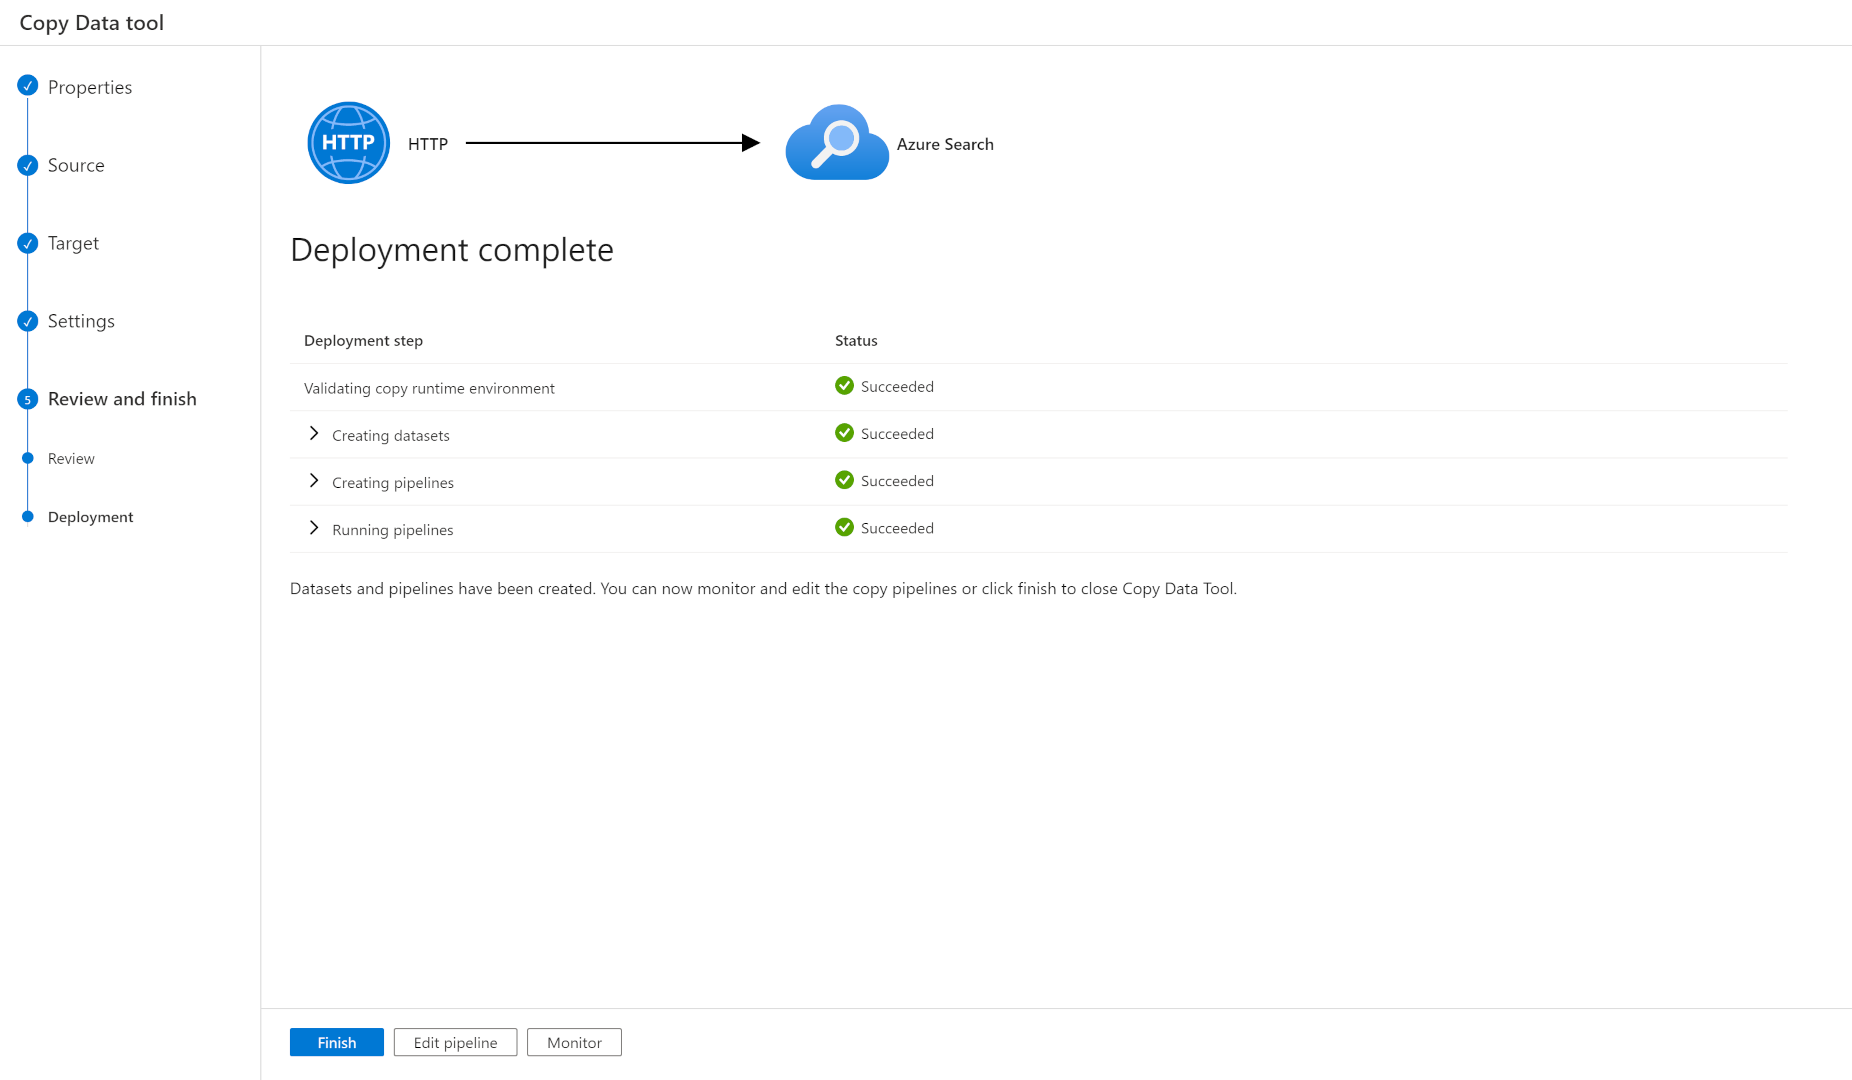 Copy Data tool
Properties
Source
Target
Settings
5 Review and finish
Review
Deployment
HTTP HTTP Azure Search
Deployment complete
Deployment step Status
Validating copy runtime environment Succeeded
Creating datasets Succeeded
Creating pipelines Succeeded
Running pipelines Succeeded
Datasets and pipelines have been created. You can now monitor and edit the copy pipelines or click finish to close Copy Data Tool.
Finish Edit pipeline Monitor